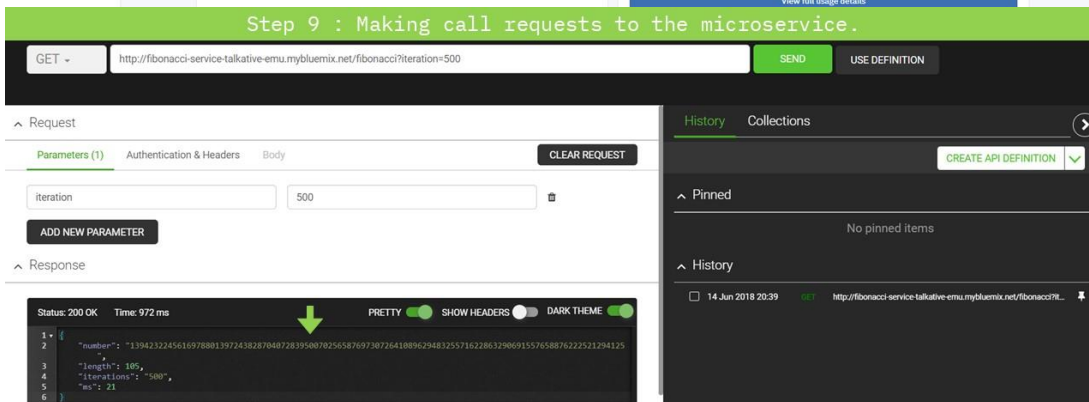 View full usage details
Step 9 : Making call requests to the microservice.
GET
http://fibonacci-service-talkative-emu.mybluemix.net/fibonacci?iteration=500
SEND
USE DEFINITION
Request
Parameters (1)
Authentication & Headers
Body
CLEAR REQUEST
iteration
500
ADD NEW PARAMETER
Response
Status: 200 OK
Time: 972 ms
PRETTY
SHOW HEADERS
DARK THEME
1 {
2 "number": "139423224561697880139724382870407283950070256587697307264108962948325571622863290691557658876222521294125
",
3 "length": 105,
4 "iterations": "500",
5 "ms": 21
6 }
History
Collections
CREATE API DEFINITION
Pinned
No pinned items
History
14 Jun 2018 20:39
GET
http://fibonacci-service-talkative-emu.mybluemix.net/fibonacci?it...